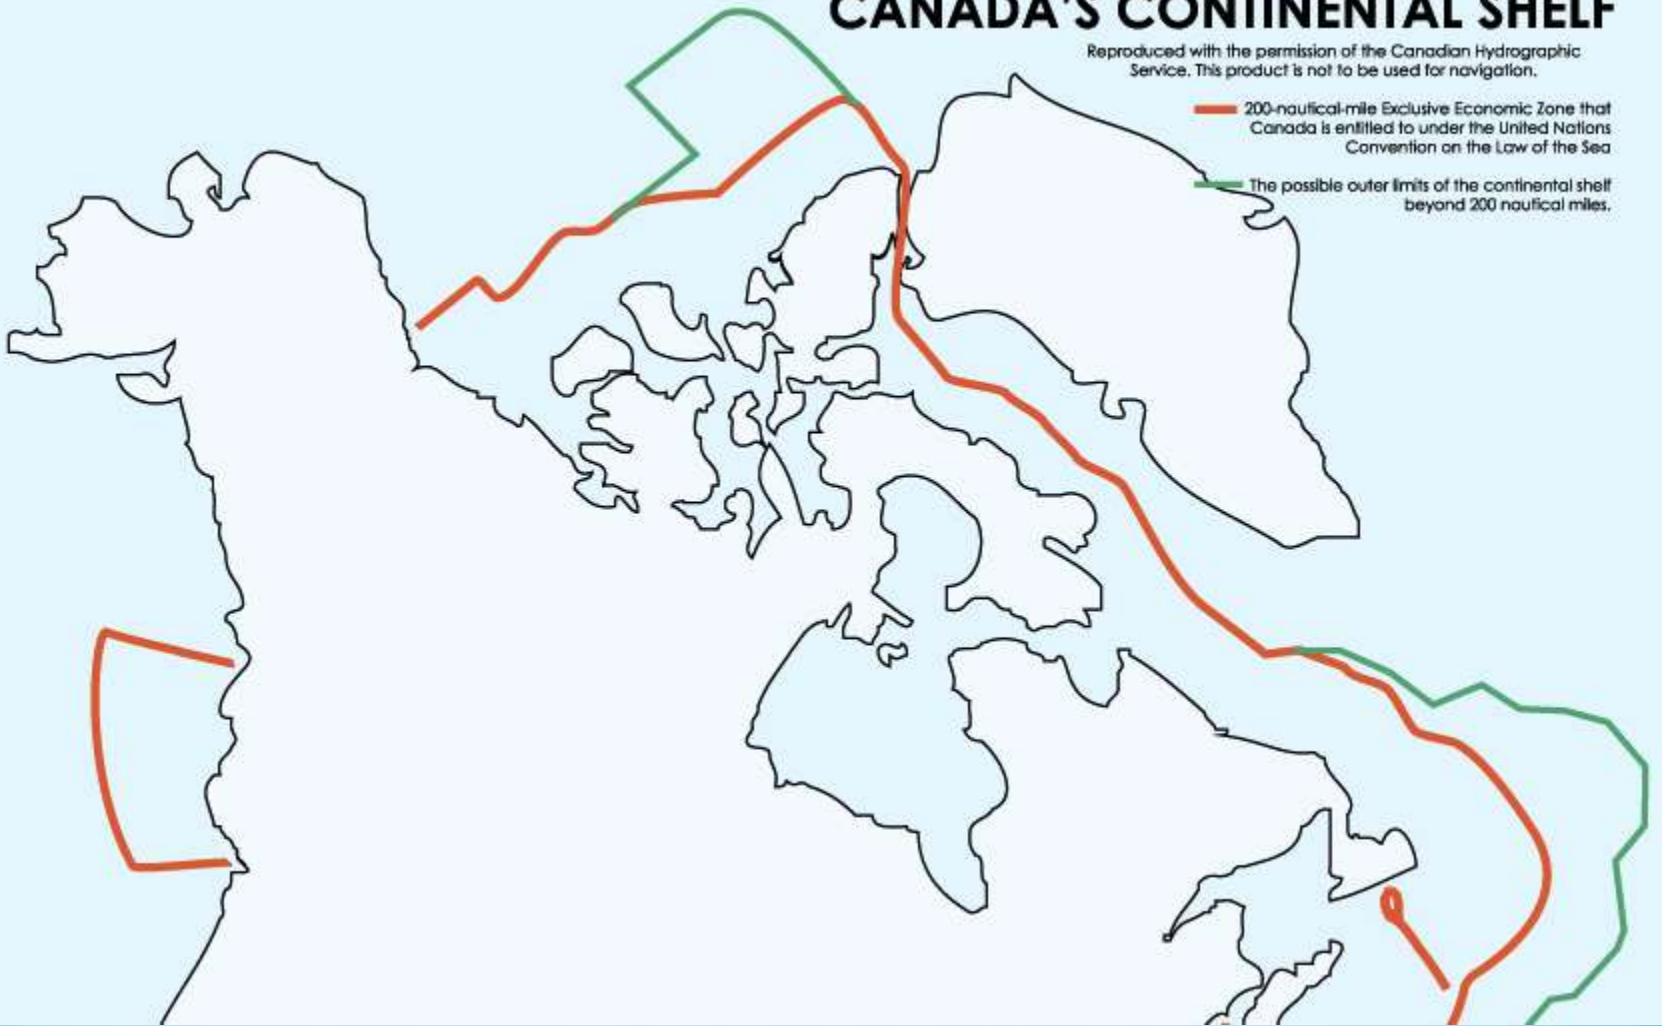 CANADA'S CONTINENTAL SHELF
Reproduced with the permission of the Canadian Hydrographic
Service. This product is not to be used for navigation.
200-nautical-mile Exclusive Economic Zone that
Canada is entitled to under the United Nations
Convention on the Law of the Sea
The possible outer limits of the continental shelf
beyond 200 nautical miles.